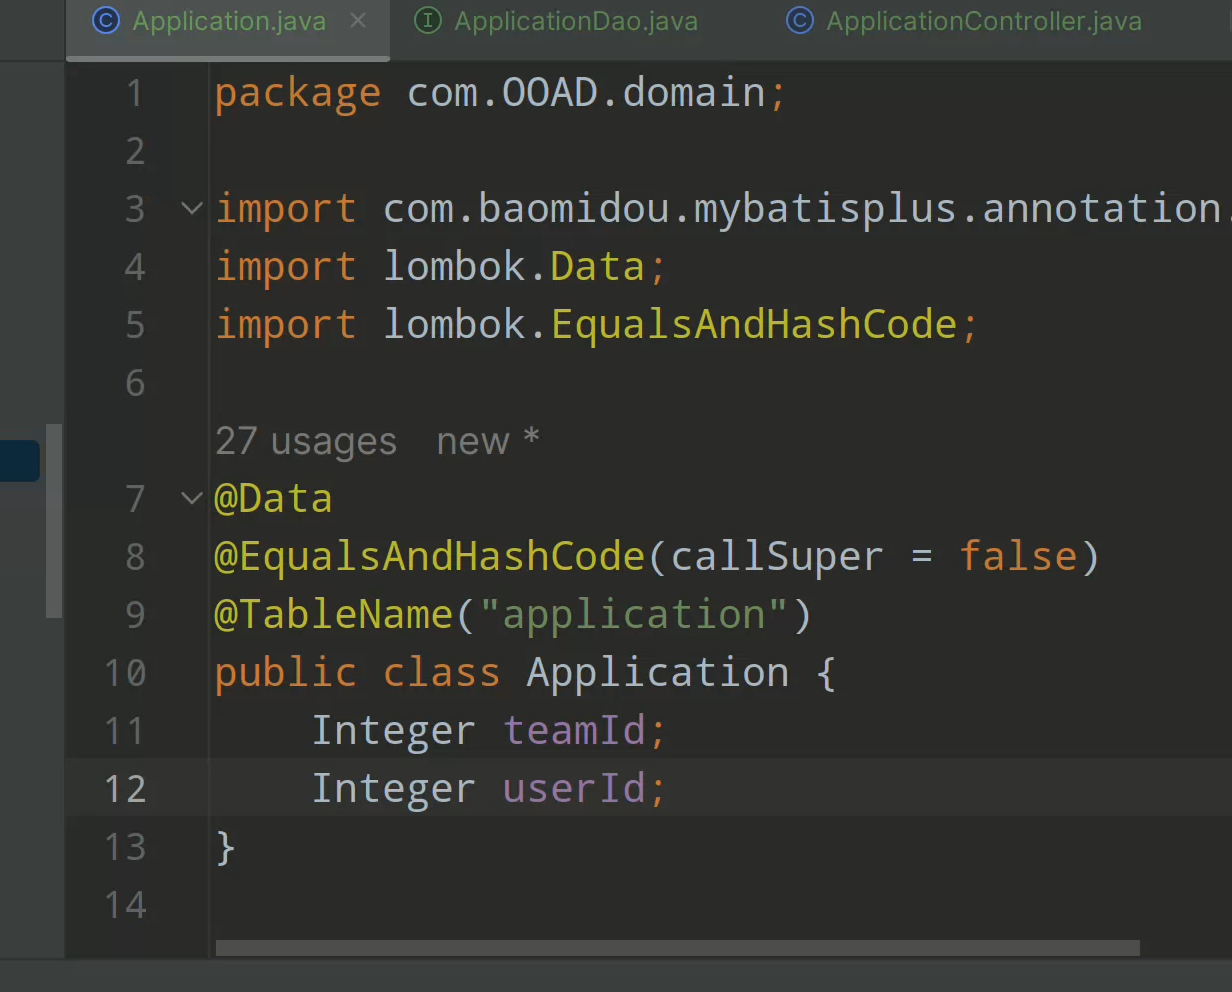 Application.java ApplicationDao.java ApplicationController.java
1 package com.OOAD.domain;
2
3 import com.baomidou.mybatisplus.annotation.
4 import lombok.Data;
5 import lombok.EqualsAndHashCode;
6
27 usages new *
7 @Data
8 @EqualsAndHashCode(callSuper = false)
9 @TableName("application")
10 public class Application {
11 Integer teamId;
12 Integer userId;
13 }
14